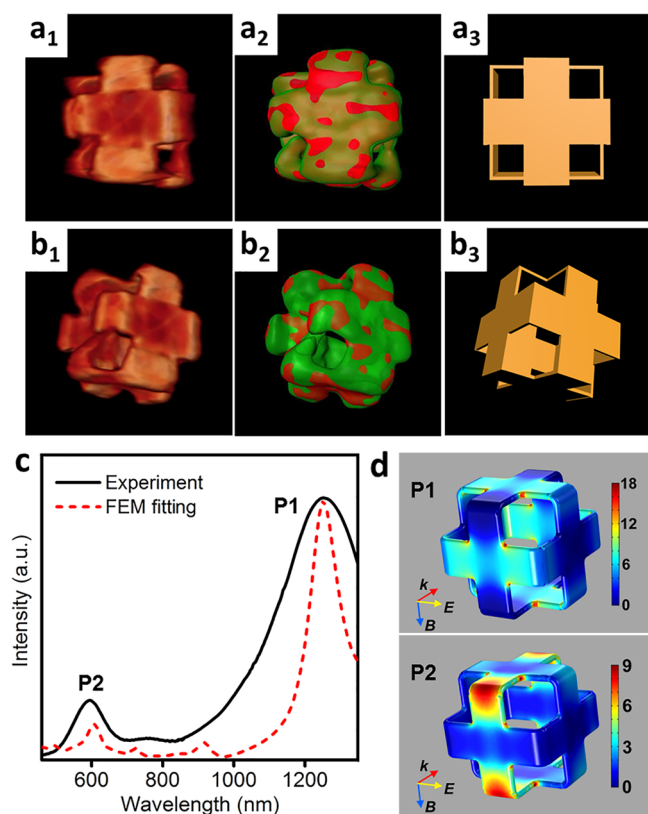 a1
a2
a3
b1
b2
b3
c
Experiment
FEM fitting
P1
P2
Intensity (a.u.)
600
800
1000
1200
Wavelength (nm)
d
P1
18
12
6
0
k
E
B
P2
9
6
3
0
k
E
B